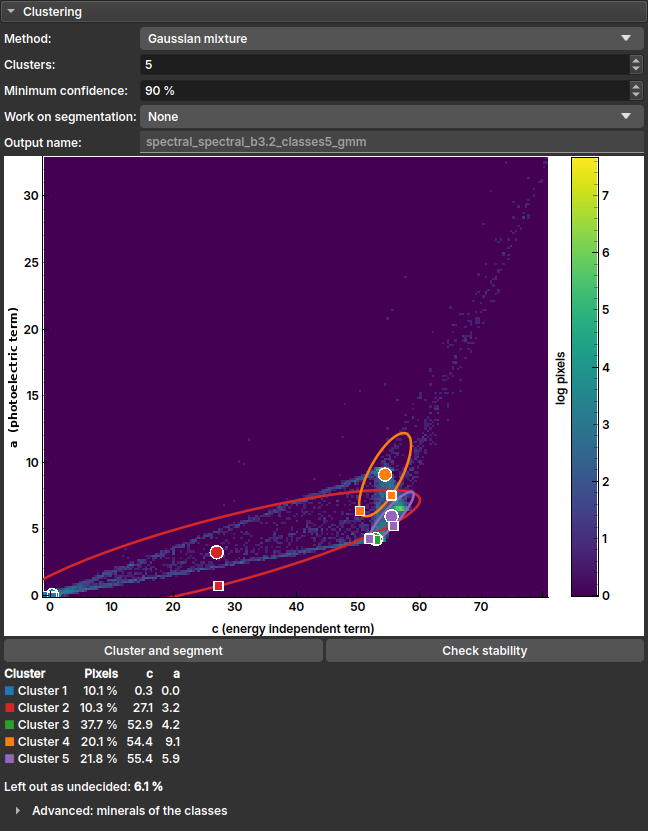 Clustering
Method: Gaussian mixture
Clusters: 5
Minimum confidence: 90 %
Work on segmentation: None
Output name: spectral_spectral_b3.2_classes5_gmm
30
25
20
15
10
5
0
a (photoelectric term)
0 10 20 30 40 50 60 70
c (energy independent term)
7
6
5
4
3
2
1
0
log pixels
Cluster and segment Check stability
Cluster Pixels c a
Cluster 1 10.1 % 0.3 0.0
Cluster 2 10.3 % 27.1 3.2
Cluster 3 37.7 % 52.9 4.2
Cluster 4 20.1 % 54.4 9.1
Cluster 5 21.8 % 55.4 5.9
Left out as undecided: 6.1 %
Advanced: minerals of the classes